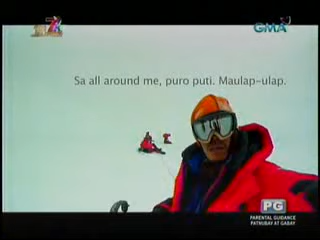 GMA
Sa all around me, puro puti. Maulap-ulap.
PG
PARENTAL GUIDANCE
PATNUBAY AT GABAY